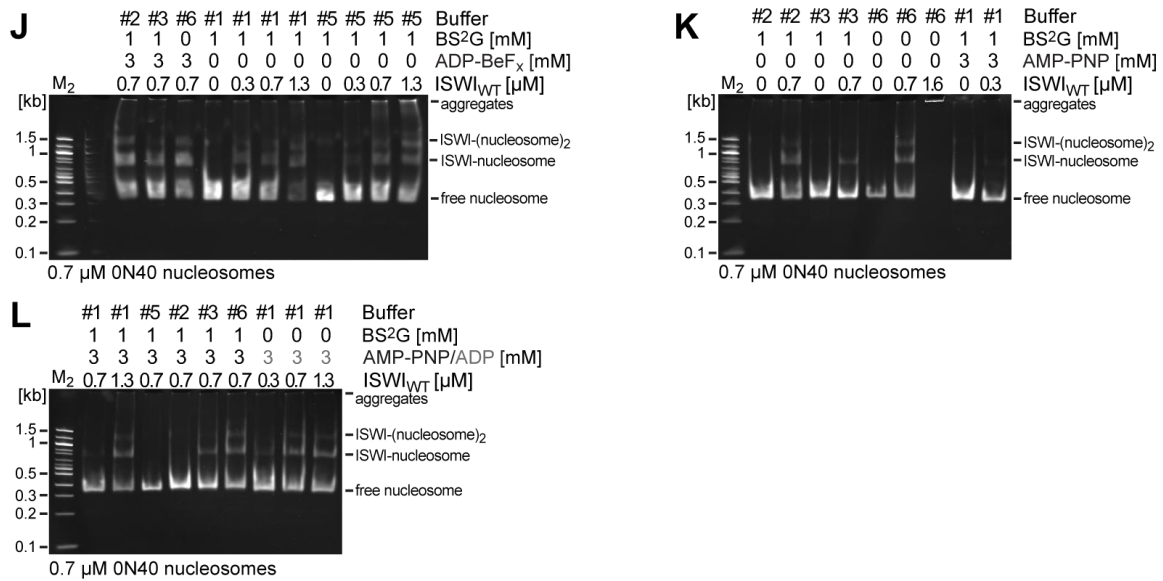 J
#2 #3 #6 #1 #1 #1 #1 #5 #5 #5 #5 Buffer
1 1 0 1 1 1 1 1 1 1 1 BS²G [mM]
3 3 3 0 0 0 0 0 0 0 0 ADP-BeFₓ [mM]
M₂ 0.7 0.7 0.7 0 0.3 0.7 1.3 0 0.3 0.7 1.3 ISWI_WT [µM]
[kb] aggregates
1.5 ISWI-(nucleosome)₂
1 ISWI-nucleosome
0.5
0.3 free nucleosome
0.2
0.1
0.7 µM 0N40 nucleosomes
K
#2 #2 #3 #3 #6 #6 #6 #1 #1 Buffer
1 1 1 1 0 0 0 1 1 BS²G [mM]
0 0 0 0 0 0 0 3 3 AMP-PNP [mM]
M₂ 0 0.7 0 0.7 0 0.7 1.6 0 0.3 ISWI_WT [µM]
[kb] aggregates
1.5 ISWI-(nucleosome)₂
1 ISWI-nucleosome
0.5
0.3 free nucleosome
0.2
0.1
0.7 µM 0N40 nucleosomes
L
#1 #1 #5 #2 #3 #6 #1 #1 #1 Buffer
1 1 1 1 1 1 0 0 0 BS²G [mM]
3 3 3 3 3 3 3 3 3 AMP-PNP/ADP [mM]
M₂ 0.7 1.3 0.7 0.7 0.7 0.7 0.3 0.7 1.3 ISWI_WT [µM]
[kb] aggregates
1.5 ISWI-(nucleosome)₂
1 ISWI-nucleosome
0.5
0.3 free nucleosome
0.2
0.1
0.7 µM 0N40 nucleosomes